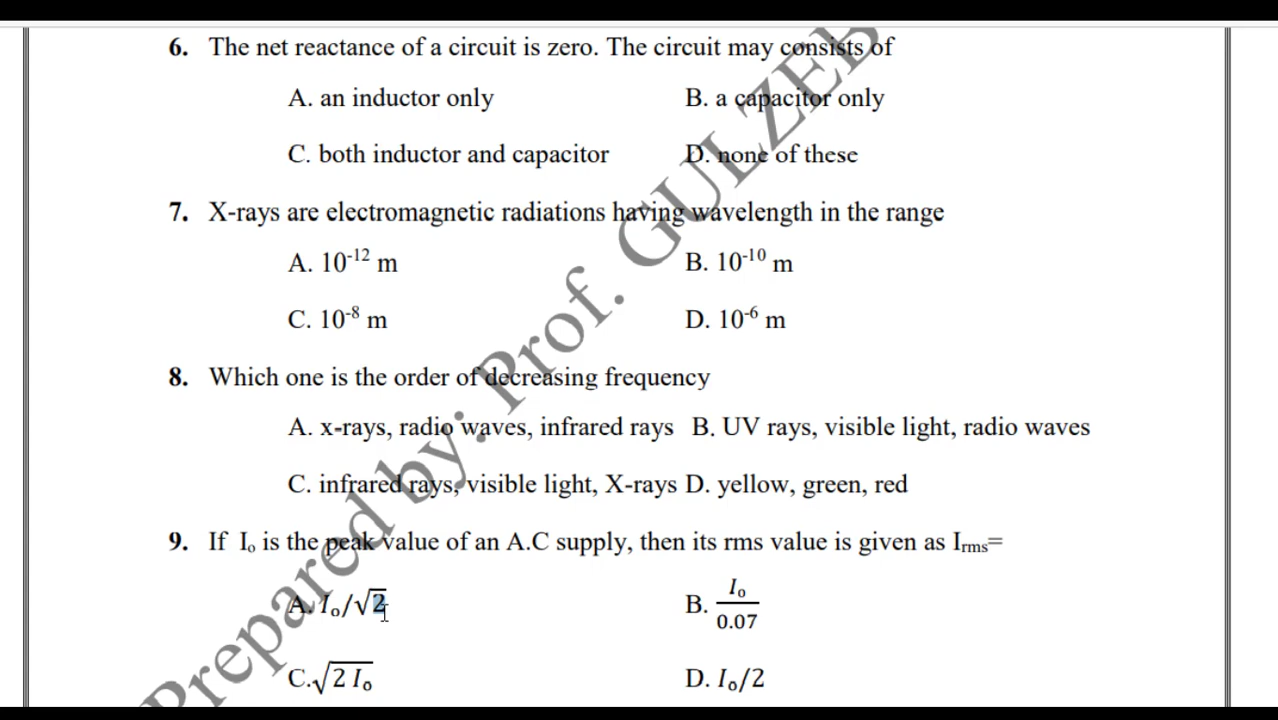 6. The net reactance of a circuit is zero. The circuit may consists of
A. an inductor only B. a capacitor only
C. both inductor and capacitor D. none of these
7. X-rays are electromagnetic radiations having wavelength in the range
A. 10⁻¹² m B. 10⁻¹⁰ m
C. 10⁻⁸ m D. 10⁻⁶ m
8. Which one is the order of decreasing frequency
A. x-rays, radio waves, infrared rays B. UV rays, visible light, radio waves
C. infrared rays, visible light, X-rays D. yellow, green, red
9. If Iₒ is the peak value of an A.C supply, then its rms value is given as Iᵣₘₛ=
A. Iₒ/√2 B. Iₒ/0.07
C. √(2 Iₒ) D. Iₒ/2
Prepared by: Prof. GULZEB